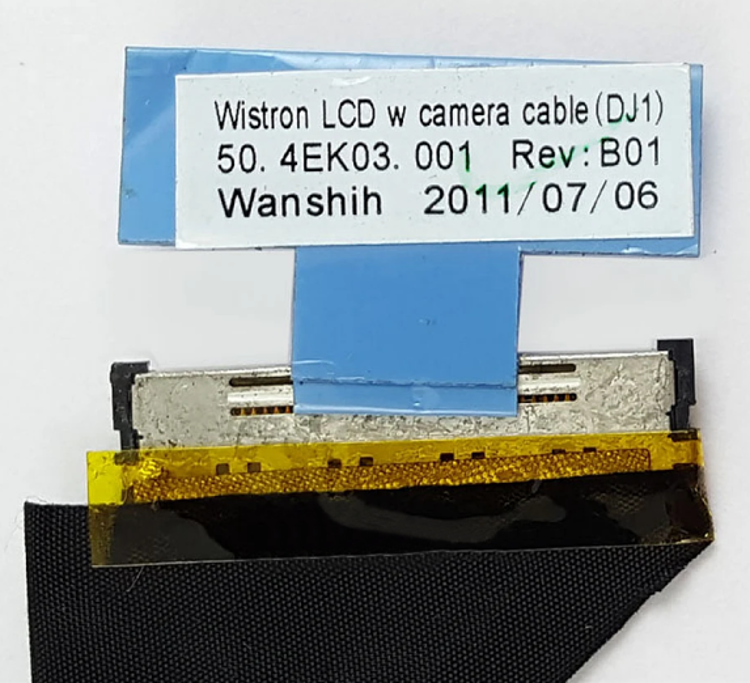 Wistron LCD w camera cable(DJ1)
50. 4EK03. 001 Rev:B01
Wanshih 2011/07/06